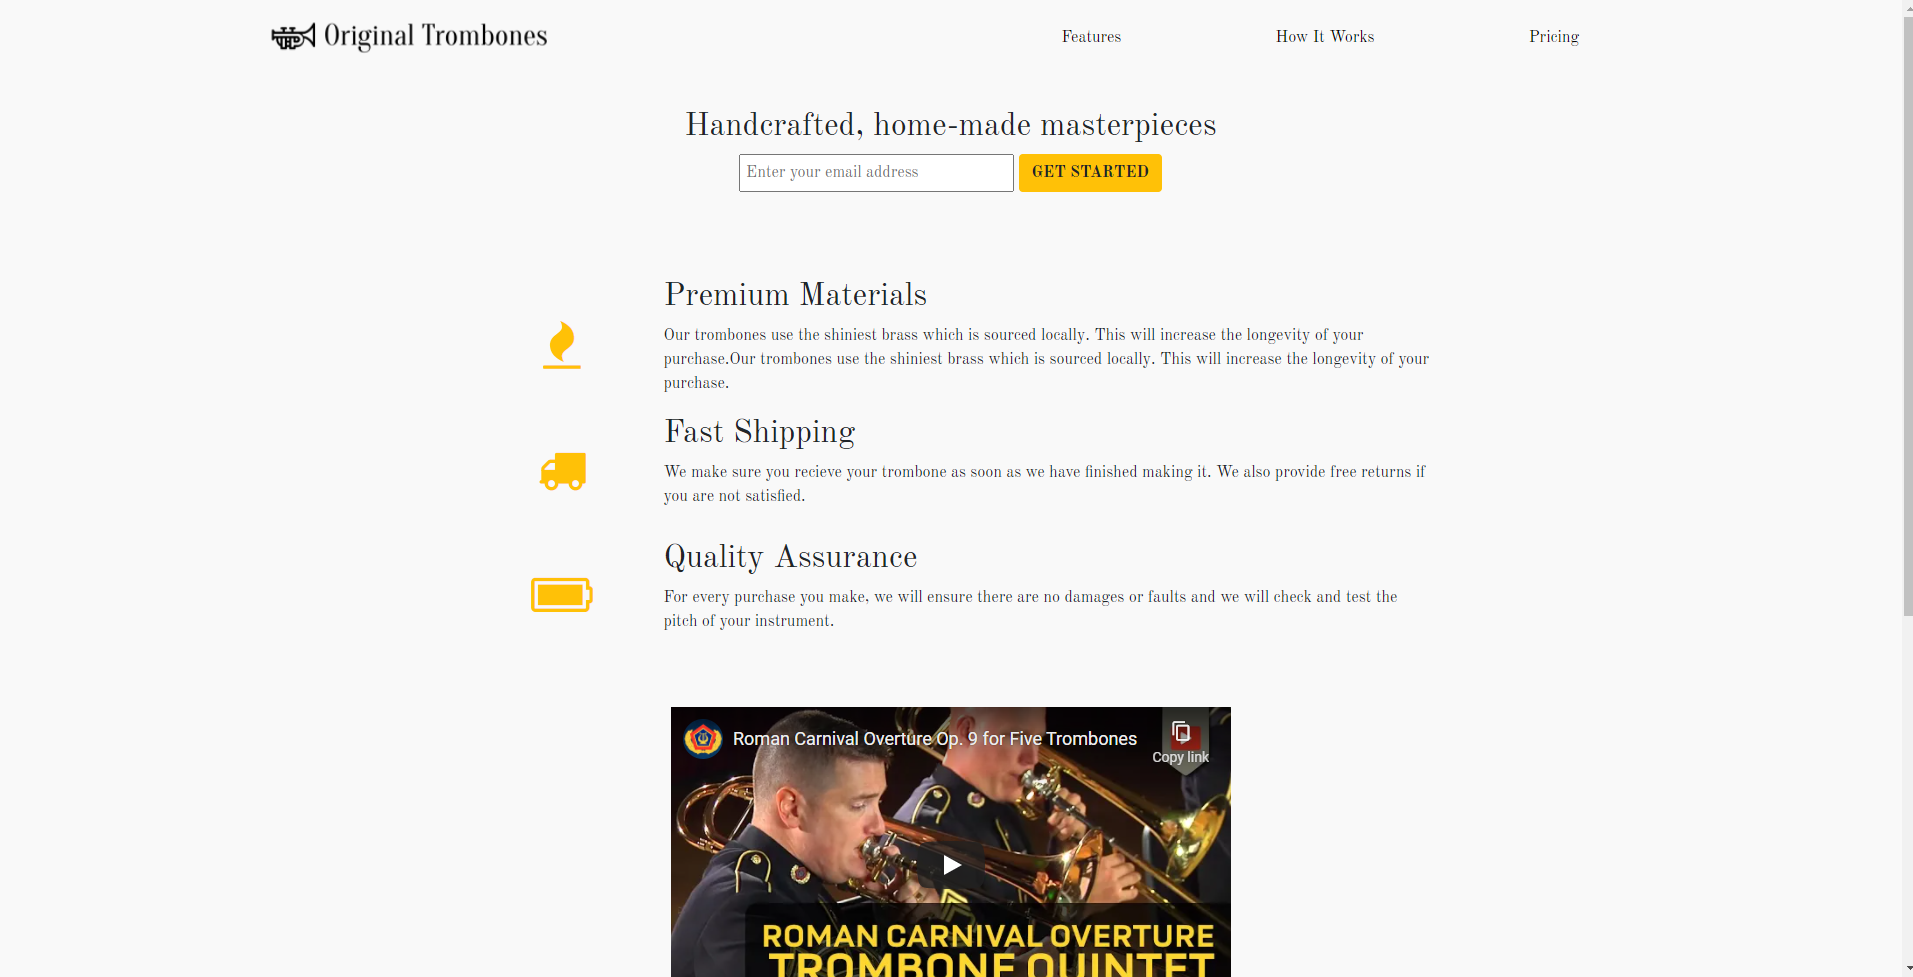 Original Trombones
Features
How It Works
Pricing
Handcrafted, home-made masterpieces
Enter your email address
GET STARTED
Premium Materials
Our trombones use the shiniest brass which is sourced locally. This will increase the longevity of your
purchase.Our trombones use the shiniest brass which is sourced locally. This will increase the longevity of your
purchase.
Fast Shipping
We make sure you recieve your trombone as soon as we have finished making it. We also provide free returns if
you are not satisfied.
Quality Assurance
For every purchase you make, we will ensure there are no damages or faults and we will check and test the
pitch of your instrument.
Roman Carnival Overture Op. 9 for Five Trombones
Copy link
ROMAN CARNIVAL OVERTURE
TROMBONE QUINTET